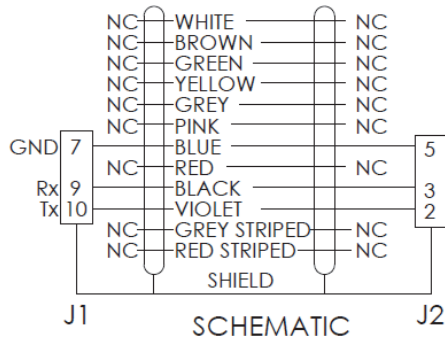 NC WHITE NC
NC BROWN NC
NC GREEN NC
NC YELLOW NC
NC GREY NC
NC PINK NC
GND 7 BLUE 5
NC RED NC
Rx 9 BLACK 3
Tx 10 VIOLET 2
NC GREY STRIPED NC
NC RED STRIPED NC
SHIELD
J1 J2
SCHEMATIC